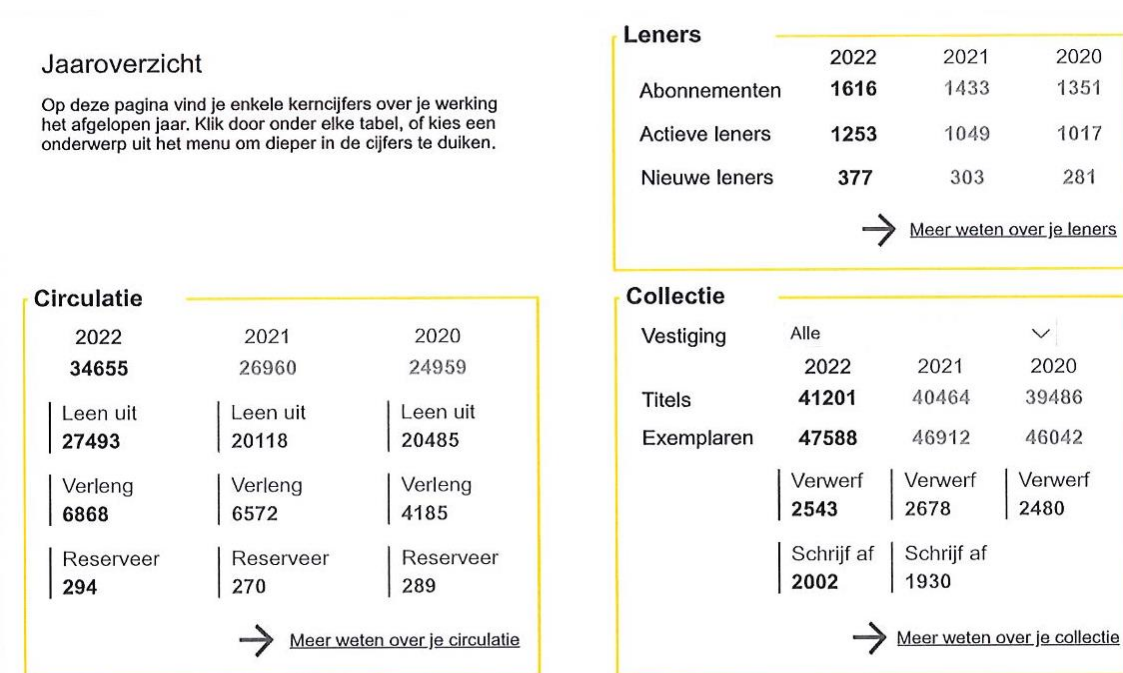 Jaaroverzicht
Op deze pagina vind je enkele kerncijfers over je werking
het afgelopen jaar. Klik door onder elke tabel, of kies een
onderwerp uit het menu om dieper in de cijfers te duiken.
Leners
2022 2021 2020
Abonnementen 1616 1433 1351
Actieve leners 1253 1049 1017
Nieuwe leners 377 303 281
Meer weten over je leners
Circulatie
2022 2021 2020
34655 26960 24959
Leen uit Leen uit Leen uit
27493 20118 20485
Verleng Verleng Verleng
6868 6572 4185
Reserveer Reserveer Reserveer
294 270 289
Meer weten over je circulatie
Collectie
Vestiging Alle
2022 2021 2020
Titels 41201 40464 39486
Exemplaren 47588 46912 46042
Verwerf Verwerf Verwerf
2543 2678 2480
Schrijf af Schrijf af
2002 1930
Meer weten over je collectie